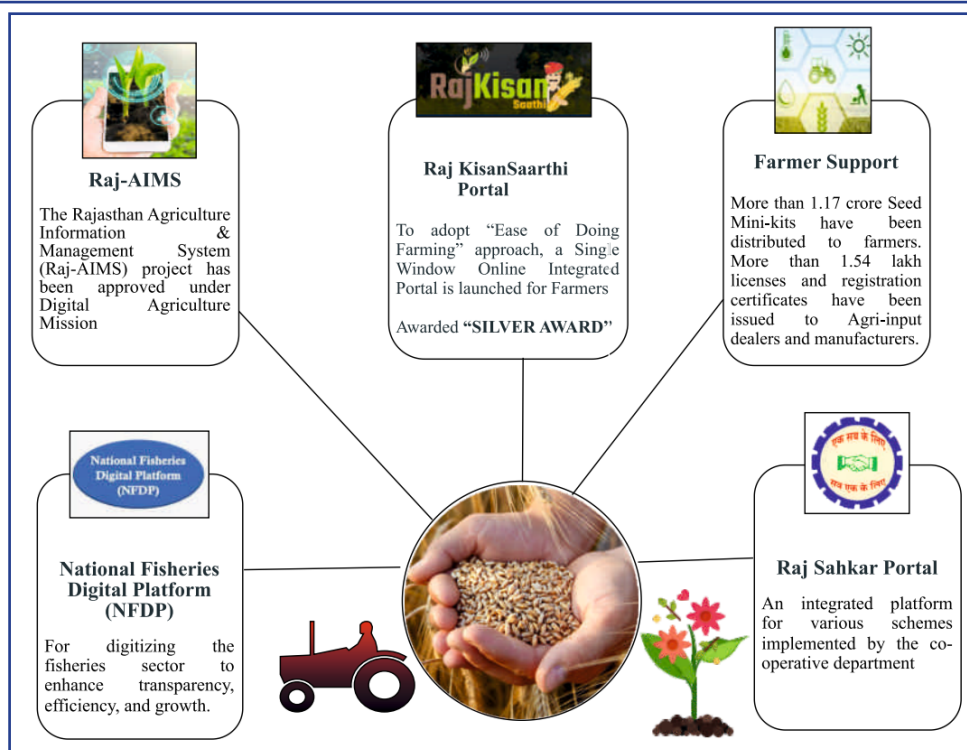 RajKisan
Saathi
Raj-AIMS
The Rajasthan Agriculture
Information &
Management System
(Raj-AIMS) project has
been approved under
Digital Agriculture
Mission
Raj KisanSaarthi
Portal
To adopt “Ease of Doing
Farming” approach, a Single
Window Online Integrated
Portal is launched for Farmers
Awarded “SILVER AWARD”
Farmer Support
More than 1.17 crore Seed
Mini-kits have been
distributed to farmers.
More than 1.54 lakh
licenses and registration
certificates have been
issued to Agri-input
dealers and manufacturers.
National Fisheries
Digital Platform
(NFDP)
National Fisheries
Digital Platform
(NFDP)
For digitizing the
fisheries sector to
enhance transparency,
efficiency, and growth.
एक सब के लिए
सब एक के लिए
Raj Sahkar Portal
An integrated platform
for various schemes
implemented by the co-
operative department